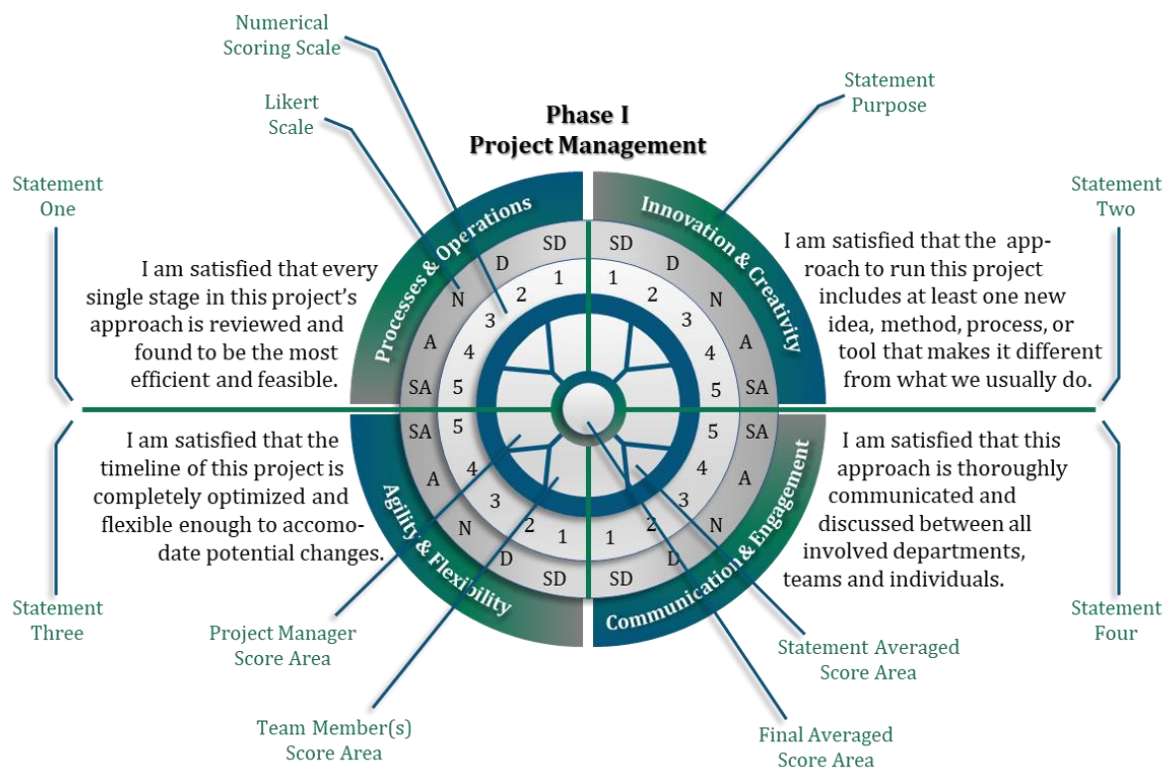 Numerical
Scoring Scale
Likert
Scale
Statement
Purpose
Phase I
Project Management
Statement
One
Statement
Two
Processes & Operations
Innovation & Creativity
I am satisfied that every
single stage in this project's
approach is reviewed and
found to be the most
efficient and feasible.
I am satisfied that the app-
roach to run this project
includes at least one new
idea, method, process, or
tool that makes it different
from what we usually do.
SD
D
N
A
SA
1
2
3
4
5
SD
D
N
A
SA
1
2
3
4
5
I am satisfied that the
timeline of this project is
completely optimized and
flexible enough to accomo-
date potential changes.
I am satisfied that this
approach is thoroughly
communicated and
discussed between all
involved departments,
teams and individuals.
SA
A
N
D
SD
5
4
3
2
1
SA
A
N
D
SD
5
4
3
2
1
Agility & Flexibility
Communication & Engagement
Statement
Three
Statement
Four
Project Manager
Score Area
Statement Averaged
Score Area
Team Member(s)
Score Area
Final Averaged
Score Area